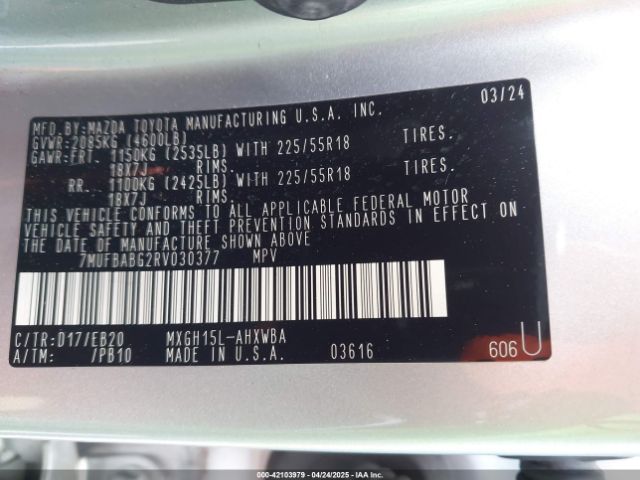 MFD.BY:MAZDA TOYOTA MANUFACTURING U.S.A. INC. 03/24
GVWR:2085KG (4600LB)
GAWR:FRT. 1150KG (2535LB) WITH 225/55R18 TIRES.
18X7J RIMS.
RR. 1100KG (2425LB) WITH 225/55R18 TIRES.
18X7J RIMS.
THIS VEHICLE CONFORMS TO ALL APPLICABLE FEDERAL MOTOR
VEHICLE SAFETY AND THEFT PREVENTION STANDARDS IN EFFECT ON
THE DATE OF MANUFACTURE SHOWN ABOVE
7MUFBABG2RV030377 MPV
C/TR:D17/EB20 MXGH15L-AHXWBA
A/TM: /PB10 MADE IN U.S.A. 03616 606U
000-42103979 - 04/24/2025 - IAA Inc.